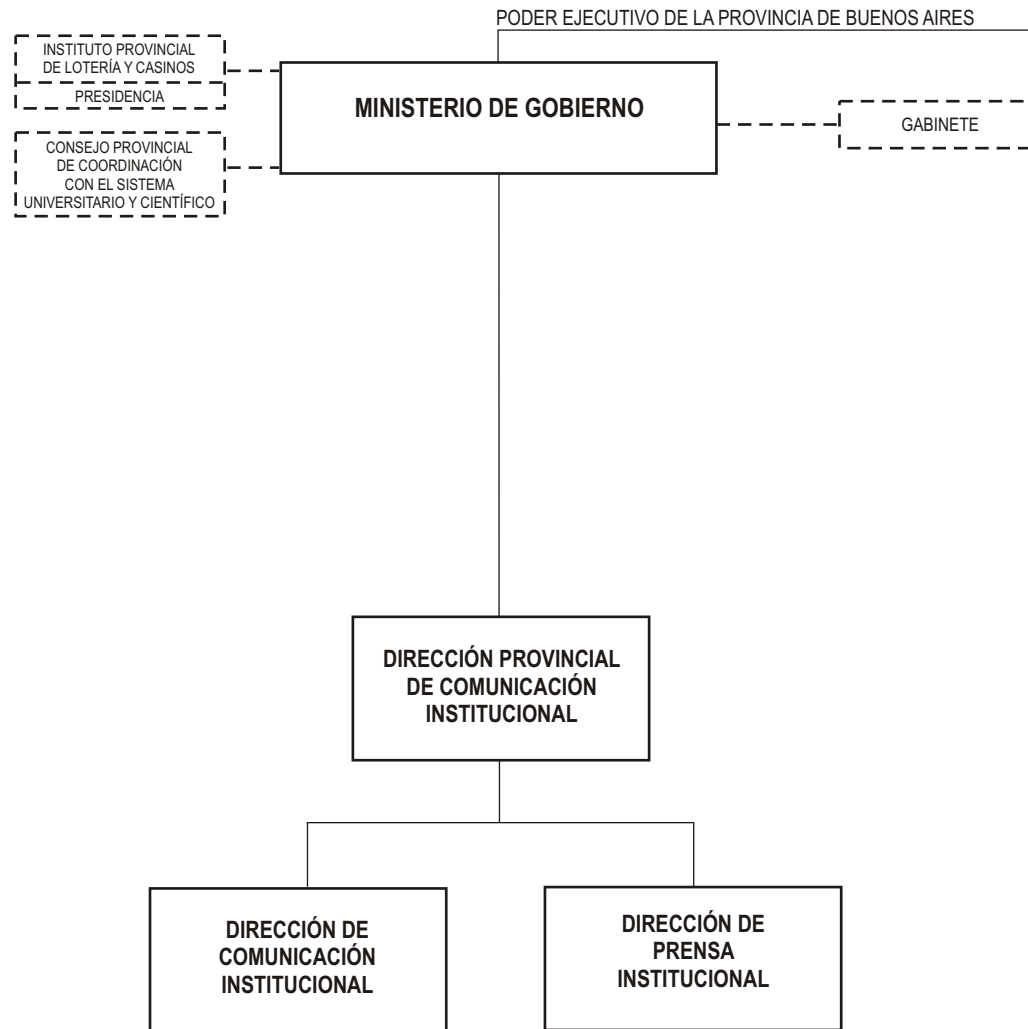 PODER EJECUTIVO DE LA PROVINCIA DE BUENOS AIRES
INSTITUTO PROVINCIAL
DE LOTERÍA Y CASINOS
PRESIDENCIA
MINISTERIO DE GOBIERNO
GABINETE
CONSEJO PROVINCIAL
DE COORDINACIÓN
CON EL SISTEMA
UNIVERSITARIO Y CIENTÍFICO
DIRECCIÓN PROVINCIAL
DE COMUNICACIÓN
INSTITUCIONAL
DIRECCIÓN DE
COMUNICACIÓN
INSTITUCIONAL
DIRECCIÓN DE
PRENSA
INSTITUCIONAL